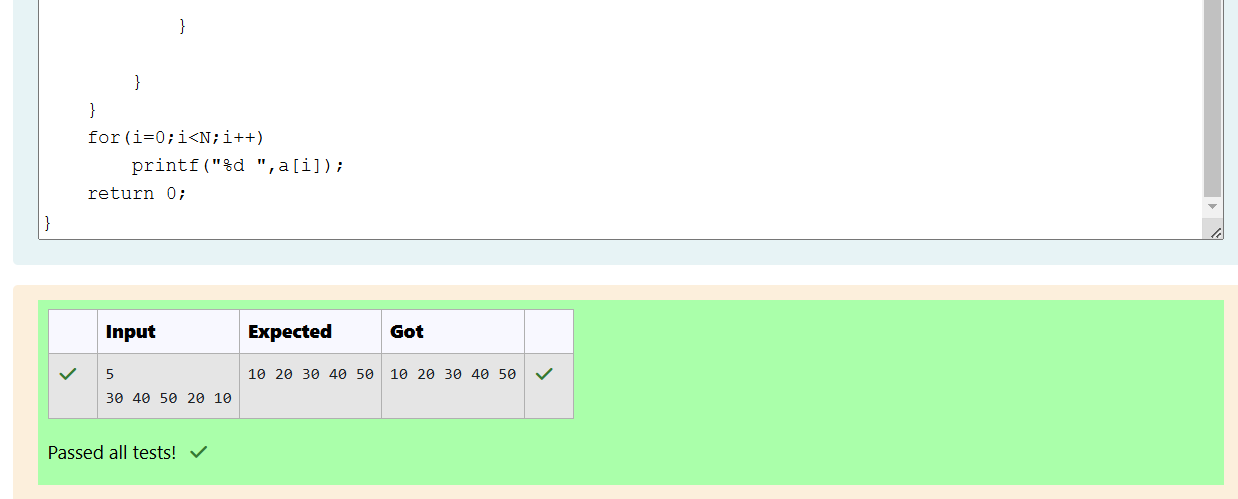 }
}
}
for(i=0;i<N;i++)
printf("%d ",a[i]);
return 0;
}
Input Expected Got
5 10 20 30 40 50 10 20 30 40 50
30 40 50 20 10
Passed all tests!